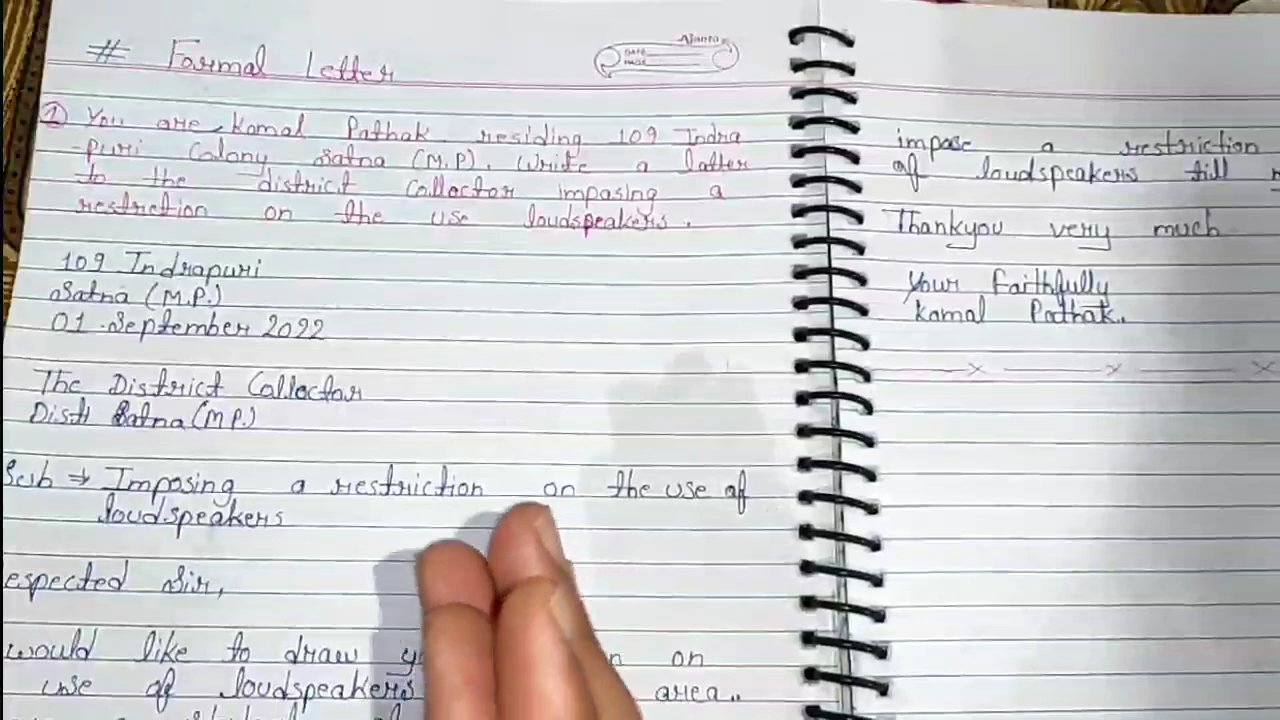 # Formal Letter
Ajanta
DATE
PAGE
① You are, Kamal Pathak residing 109 Indra
puri Colony Satna (M.P). Write a latter
to the district Collector imposing a
restriction on the use loudspeakers.
109 Indrapuri
Satna (M.P.)
01 September 2022
The District Collector
Distt Satna (M.P.)
Sub → Imposing a restriction on the use of
loudspeakers
espected Sir,
would like to draw on
use of loudspeakers area.
impose a restriction
of loudspeakers till
Thankyou very much
Your Faithfully
Kamal Pathak.